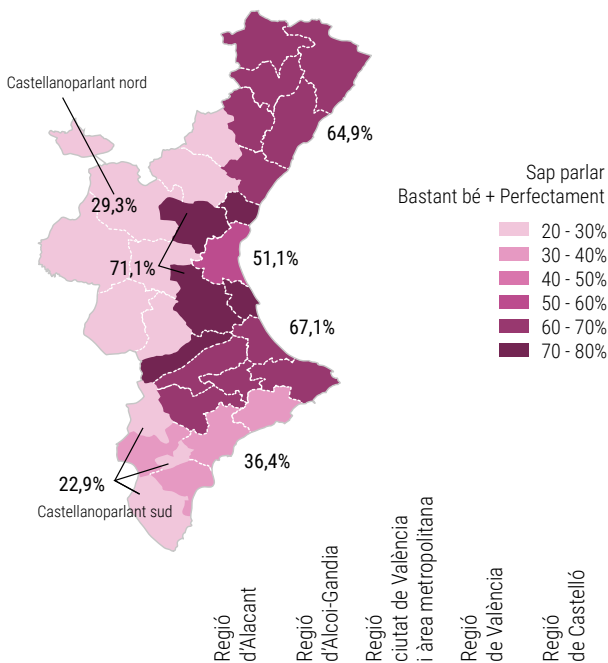 Castellanoparlant nord
64,9%
29,3%
71,1%
51,1%
67,1%
36,4%
22,9%
Castellanoparlant sud
Sap parlar
Bastant bé + Perfectament
20 - 30%
30 - 40%
40 - 50%
50 - 60%
60 - 70%
70 - 80%
Regió
d'Alacant
Regió
d'Alcoi-Gandia
Regió
ciutat de València
i àrea metropolitana
Regió
de València
Regió
de Castelló